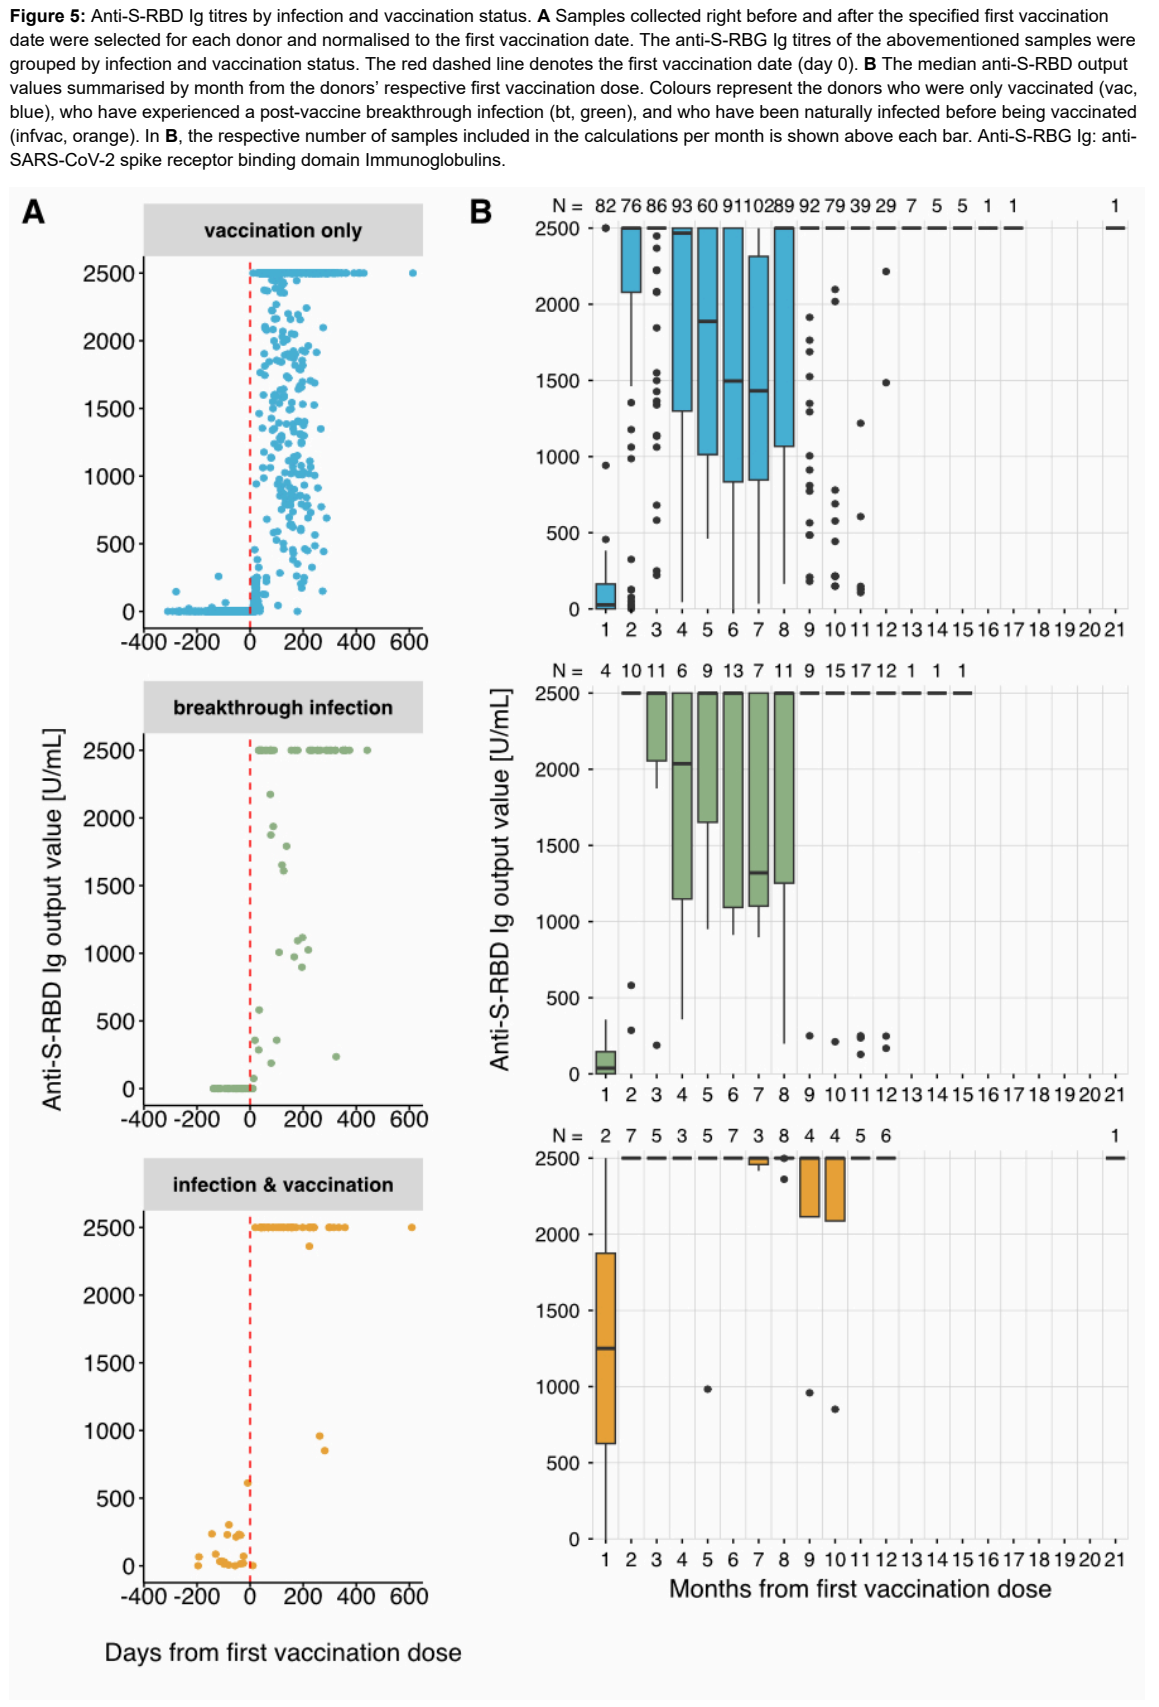 Figure 5: Anti-S-RBD Ig titres by infection and vaccination status. A Samples collected right before and after the specified first vaccination
date were selected for each donor and normalised to the first vaccination date. The anti-S-RBG Ig titres of the abovementioned samples were
grouped by infection and vaccination status. The red dashed line denotes the first vaccination date (day 0). B The median anti-S-RBD output
values summarised by month from the donors' respective first vaccination dose. Colours represent the donors who were only vaccinated (vac,
blue), who have experienced a post-vaccine breakthrough infection (bt, green), and who have been naturally infected before being vaccinated
(infvac, orange). In B, the respective number of samples included in the calculations per month is shown above each bar. Anti-S-RBG Ig: anti-
SARS-CoV-2 spike receptor binding domain Immunoglobulins.
A
vaccination only
2500
2000
1500
1000
500
0
-400 -200 0 200 400 600
breakthrough infection
2500
2000
1500
1000
500
0
-400 -200 0 200 400 600
infection & vaccination
2500
2000
1500
1000
500
0
-400 -200 0 200 400 600
Anti-S-RBD Ig output value [U/mL]
Days from first vaccination dose
B
N = 82 76 86 93 60 91 102 89 92 79 39 29 7 5 5 1 1 1
2500
2000
1500
1000
500
0
1 2 3 4 5 6 7 8 9 10 11 12 13 14 15 16 17 18 19 20 21
N = 4 10 11 6 9 13 7 11 9 15 17 12 1 1 1
2500
2000
1500
1000
500
0
1 2 3 4 5 6 7 8 9 10 11 12 13 14 15 16 17 18 19 20 21
N = 2 7 5 3 5 7 3 8 4 4 5 6 1
2500
2000
1500
1000
500
0
1 2 3 4 5 6 7 8 9 10 11 12 13 14 15 16 17 18 19 20 21
Anti-S-RBD Ig output value [U/mL]
Months from first vaccination dose